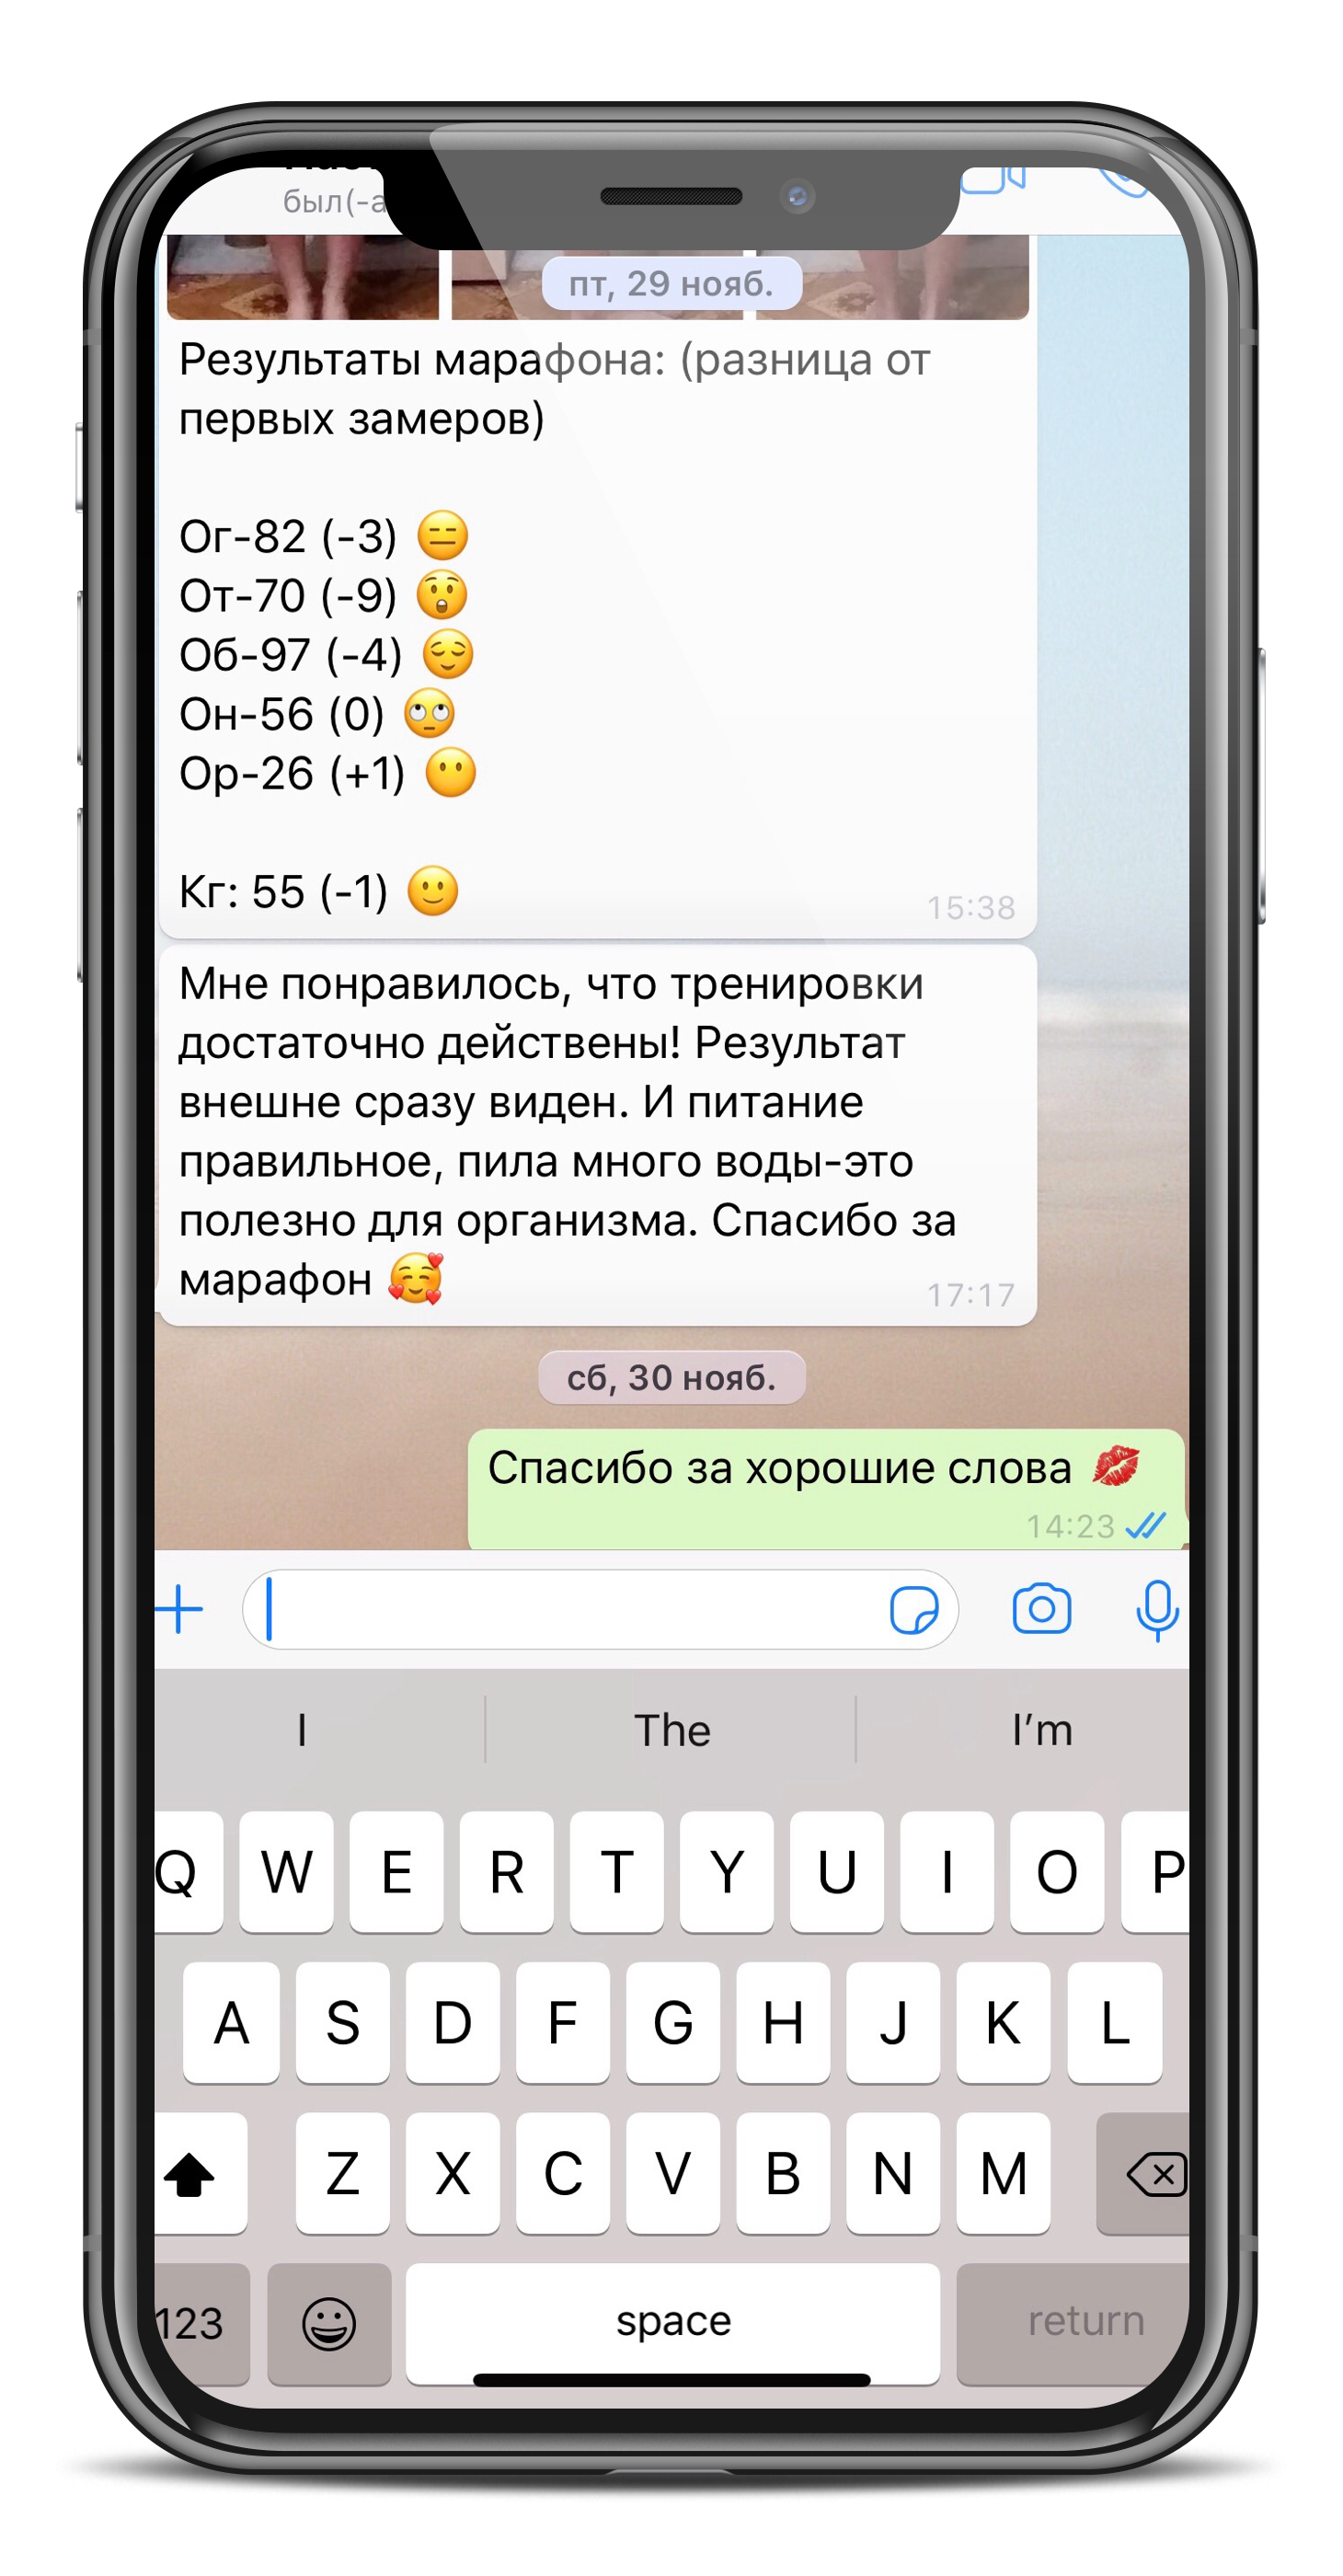 был(-а
пт, 29 нояб.
Результаты марафона: (разница от
первых замеров)
Ог-82 (-3) 😑
От-70 (-9) 😲
Об-97 (-4) 😌
Он-56 (0) 🙄
Ор-26 (+1) 😶
Кг: 55 (-1) 🙂
15:38
Мне понравилось, что тренировки
достаточно действены! Результат
внешне сразу виден. И питание
правильное, пила много воды-это
полезно для организма. Спасибо за
марафон 🥰
17:17
сб, 30 нояб.
Спасибо за хорошие слова 💋
14:23
I The I’m
Q W E R T Y U I O P
A S D F G H J K L
Z X C V B N M
123 space return